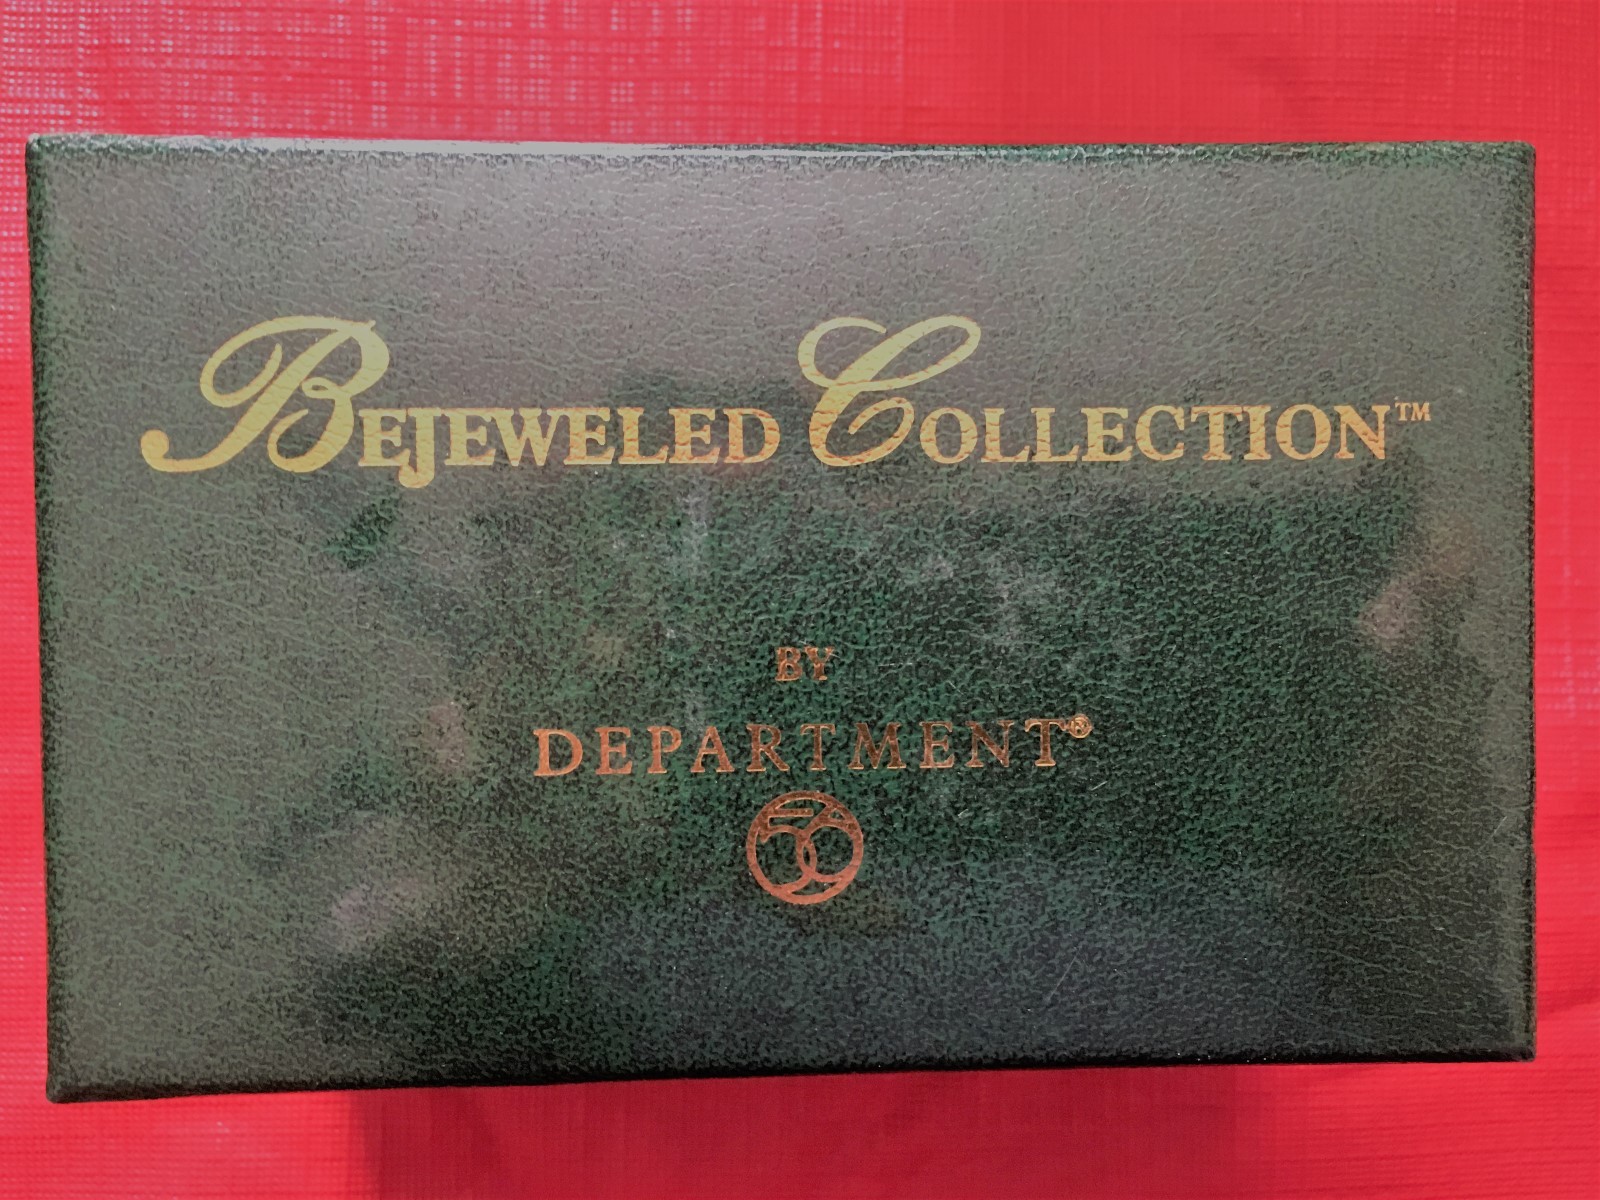 BEJEWELED COLLECTION™
BY
DEPARTMENT®
56